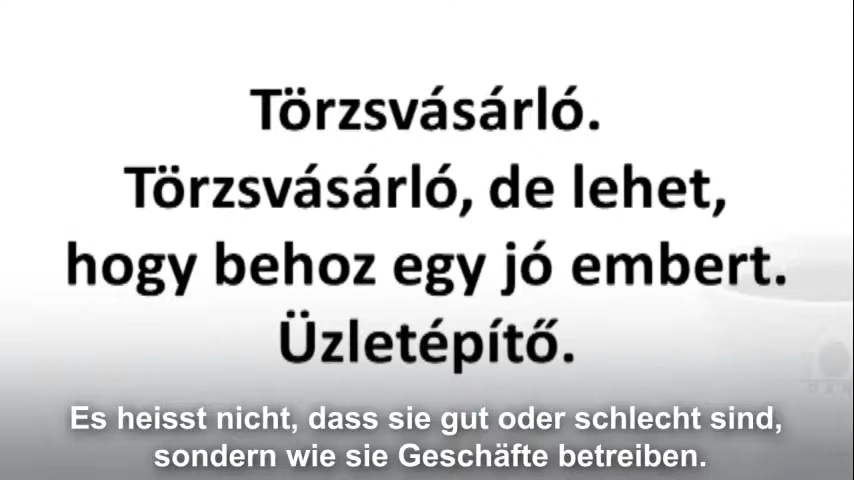 Törzsvásárló.
Törzsvásárló, de lehet,
hogy behoz egy jó embert.
Üzletépítő.
Es heisst nicht, dass sie gut oder schlecht sind,
sondern wie sie Geschäfte betreiben.